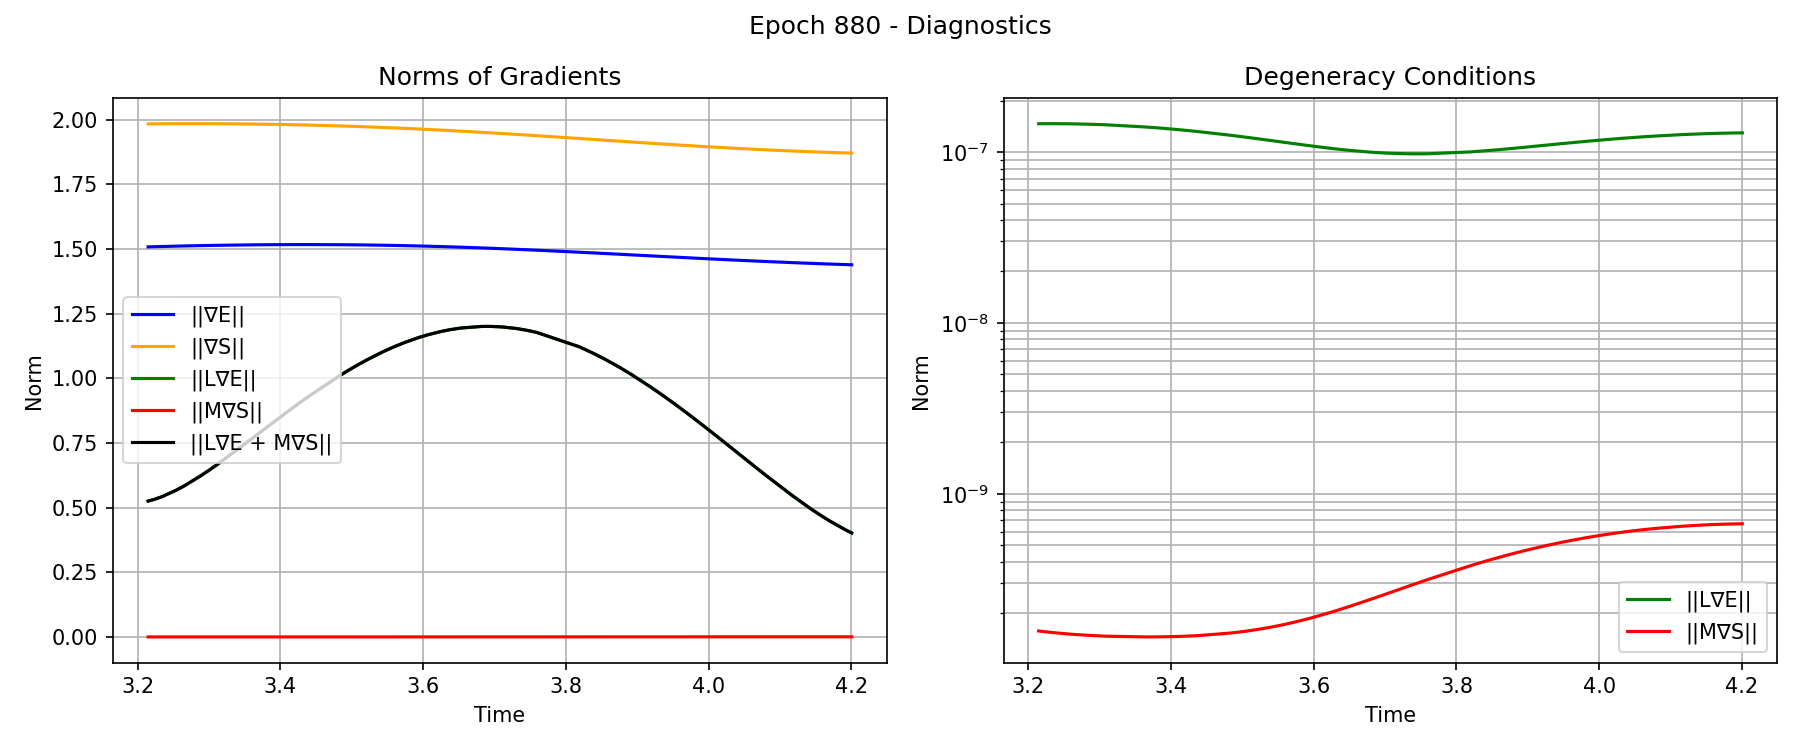 Epoch 880 - Diagnostics
Norms of Gradients
Norm
2.00
1.75
1.50
1.25
1.00
0.75
0.50
0.25
0.00
||∇E||
||∇S||
||L∇E||
||M∇S||
||L∇E + M∇S||
3.2 3.4 3.6 3.8 4.0 4.2
Time
Degeneracy Conditions
Norm
10⁻⁷
10⁻⁸
10⁻⁹
||L∇E||
||M∇S||
3.2 3.4 3.6 3.8 4.0 4.2
Time